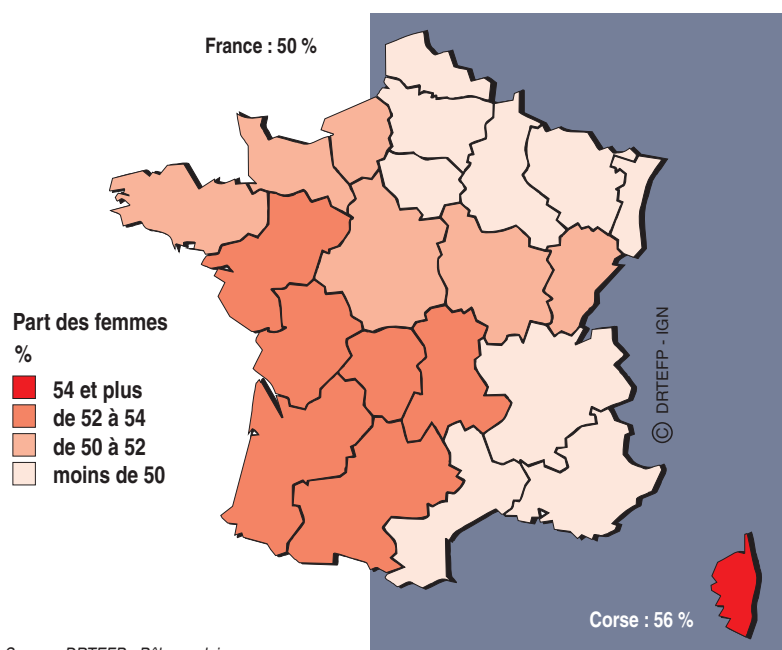 France : 50 %
Part des femmes
%
54 et plus
de 52 à 54
de 50 à 52
moins de 50
© DRTEFP - IGN
Corse : 56 %
DRTEFP